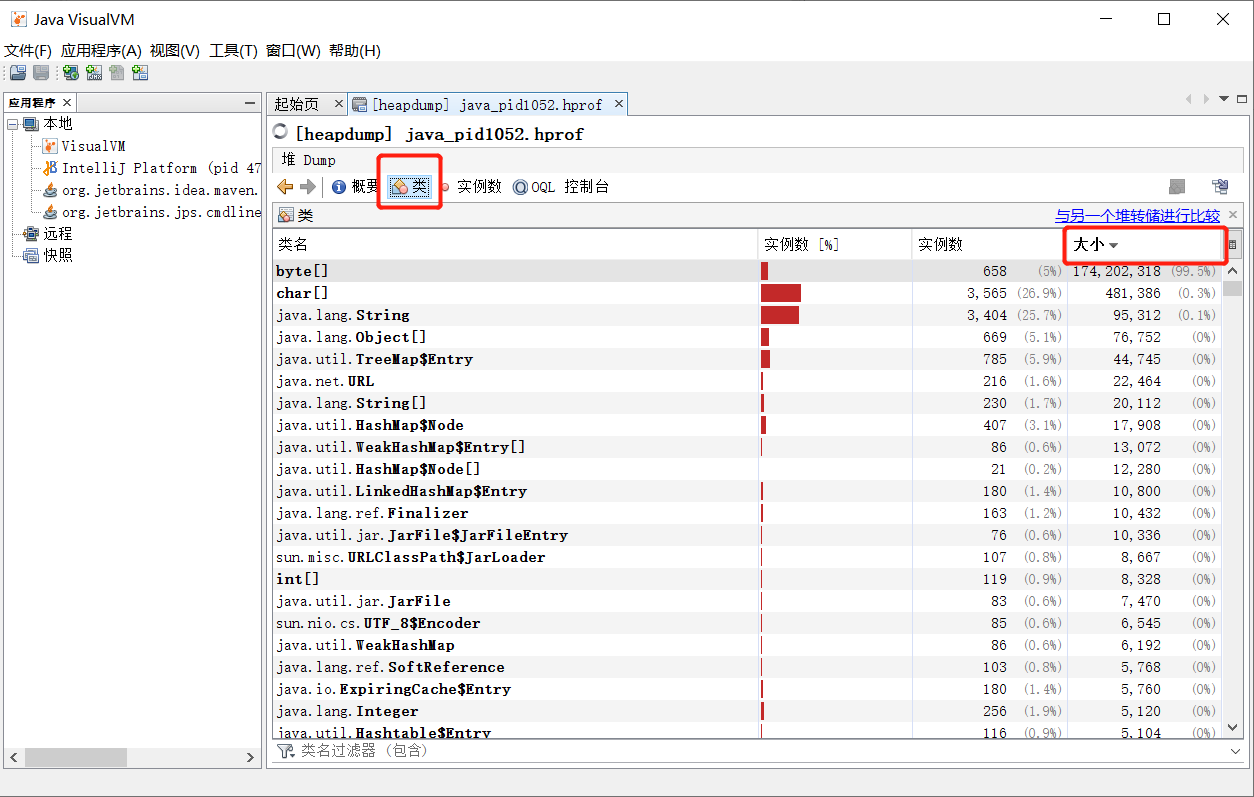 Java VisualVM
文件(F) 应用程序(A) 视图(V) 工具(T) 窗口(W) 帮助(H)
应用程序
本地
VisualVM
IntelliJ Platform (pid 47
org.jetbrains.idea.maven.
org.jetbrains.jps.cmdline
远程
快照
起始页 [heapdump] java_pid1052.hprof
[heapdump] java_pid1052.hprof
堆 Dump
概要 类 实例数 OQL 控制台
类 与另一个堆转储进行比较
类名 实例数 [%] 实例数 大小
byte[] 658 (5%) 174,202,318 (99.5%)
char[] 3,565 (26.9%) 481,386 (0.3%)
java.lang.String 3,404 (25.7%) 95,312 (0.1%)
java.lang.Object[] 669 (5.1%) 76,752 (0%)
java.util.TreeMap$Entry 785 (5.9%) 44,745 (0%)
java.net.URL 216 (1.6%) 22,464 (0%)
java.lang.String[] 230 (1.7%) 20,112 (0%)
java.util.HashMap$Node 407 (3.1%) 17,908 (0%)
java.util.WeakHashMap$Entry[] 86 (0.6%) 13,072 (0%)
java.util.HashMap$Node[] 21 (0.2%) 12,280 (0%)
java.util.LinkedHashMap$Entry 180 (1.4%) 10,800 (0%)
java.lang.ref.Finalizer 163 (1.2%) 10,432 (0%)
java.util.jar.JarFile$JarFileEntry 76 (0.6%) 10,336 (0%)
sun.misc.URLClassPath$JarLoader 107 (0.8%) 8,667 (0%)
int[] 119 (0.9%) 8,328 (0%)
java.util.jar.JarFile 83 (0.6%) 7,470 (0%)
sun.nio.cs.UTF_8$Encoder 85 (0.6%) 6,545 (0%)
java.util.WeakHashMap 86 (0.6%) 6,192 (0%)
java.lang.ref.SoftReference 103 (0.8%) 5,768 (0%)
java.io.ExpiringCache$Entry 180 (1.4%) 5,760 (0%)
java.lang.Integer 256 (1.9%) 5,120 (0%)
java.util.Hashtable$Entry 116 (0.9%) 5,104 (0%)
类名过滤器 (包含)